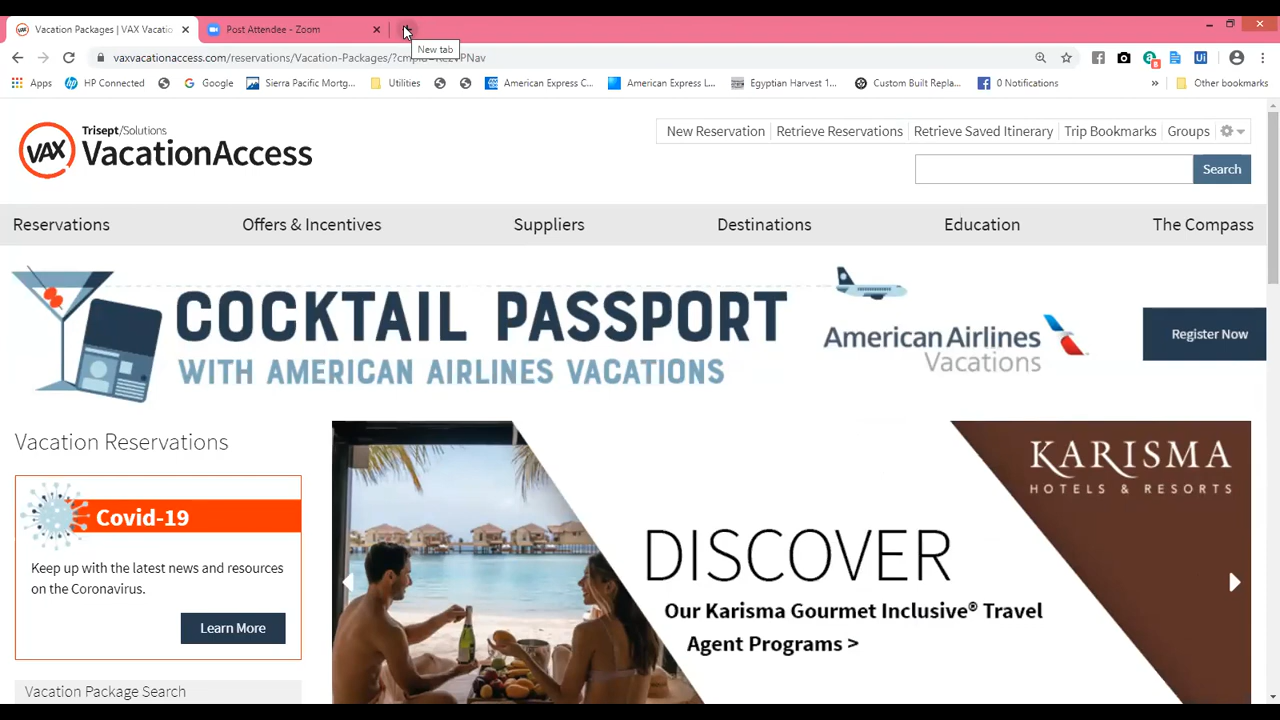 Vacation Packages | VAX Vacatio
Post Attendee - Zoom
New tab
vaxvacationaccess.com/reservations/Vacation-Packages/?cmpid=
Apps
HP Connected
Google
Sierra Pacific Mortg...
Utilities
American Express C...
American Express L...
Egyptian Harvest 1...
Custom Built Repla...
0 Notifications
»
Other bookmarks
VAX
Trisept/Solutions
VacationAccess
New Reservation
Retrieve Reservations
Retrieve Saved Itinerary
Trip Bookmarks
Groups
Search
Reservations
Offers & Incentives
Suppliers
Destinations
Education
The Compass
COCKTAIL PASSPORT
WITH AMERICAN AIRLINES VACATIONS
American Airlines
Vacations
Register Now
Vacation Reservations
Covid-19
Keep up with the latest news and resources
on the Coronavirus.
Learn More
Vacation Package Search
KARISMA
HOTELS & RESORTS
DISCOVER
Our Karisma Gourmet Inclusive® Travel
Agent Programs >